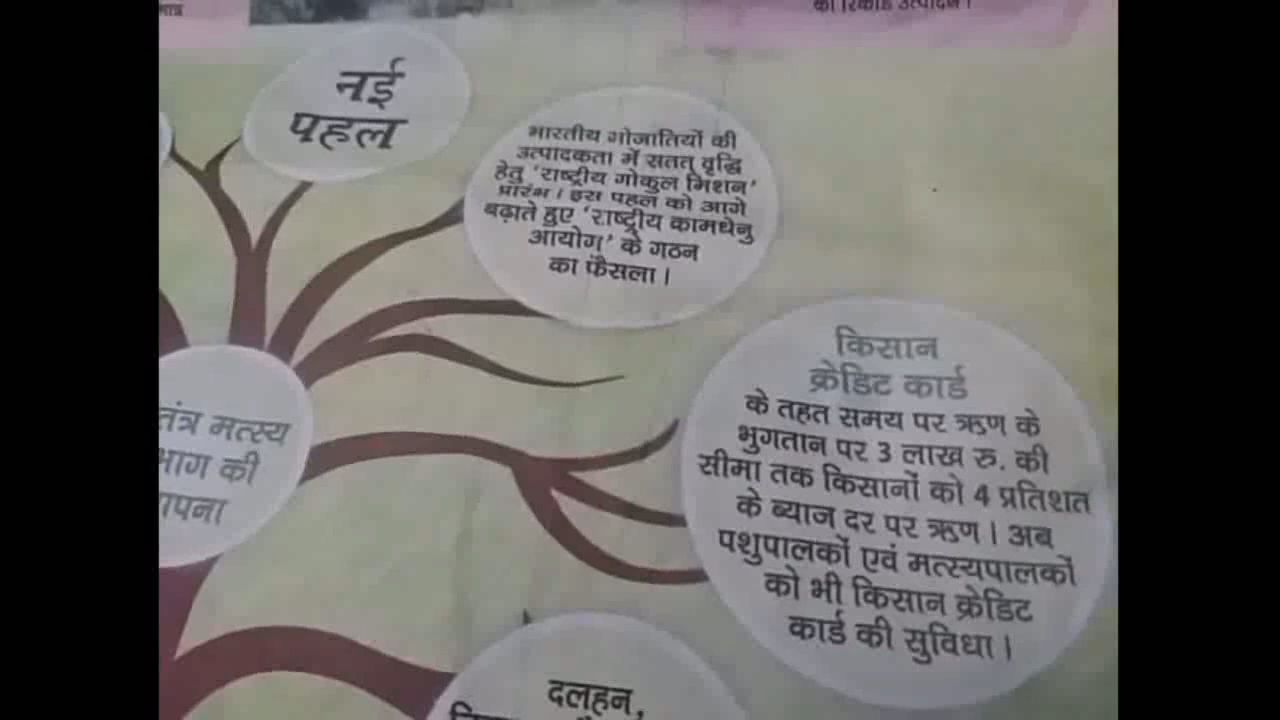 का रिकॉर्ड उत्पादन।
नई
पहल
भारतीय गोजातियों की
उत्पादकता में सतत् वृद्धि
हेतु 'राष्ट्रीय गोकुल मिशन'
प्रारंभ। इस पहल को आगे
बढ़ाते हुए 'राष्ट्रीय कामधेनु
आयोग' के गठन
का फैसला।
किसान
क्रेडिट कार्ड
के तहत समय पर ऋण के
भुगतान पर 3 लाख रु. की
सीमा तक किसानों को 4 प्रतिशत
के ब्याज दर पर ऋण। अब
पशुपालकों एवं मत्स्यपालकों
को भी किसान क्रेडिट
कार्ड की सुविधा।
तंत्र मत्स्य
भाग की
ापना
दलहन,